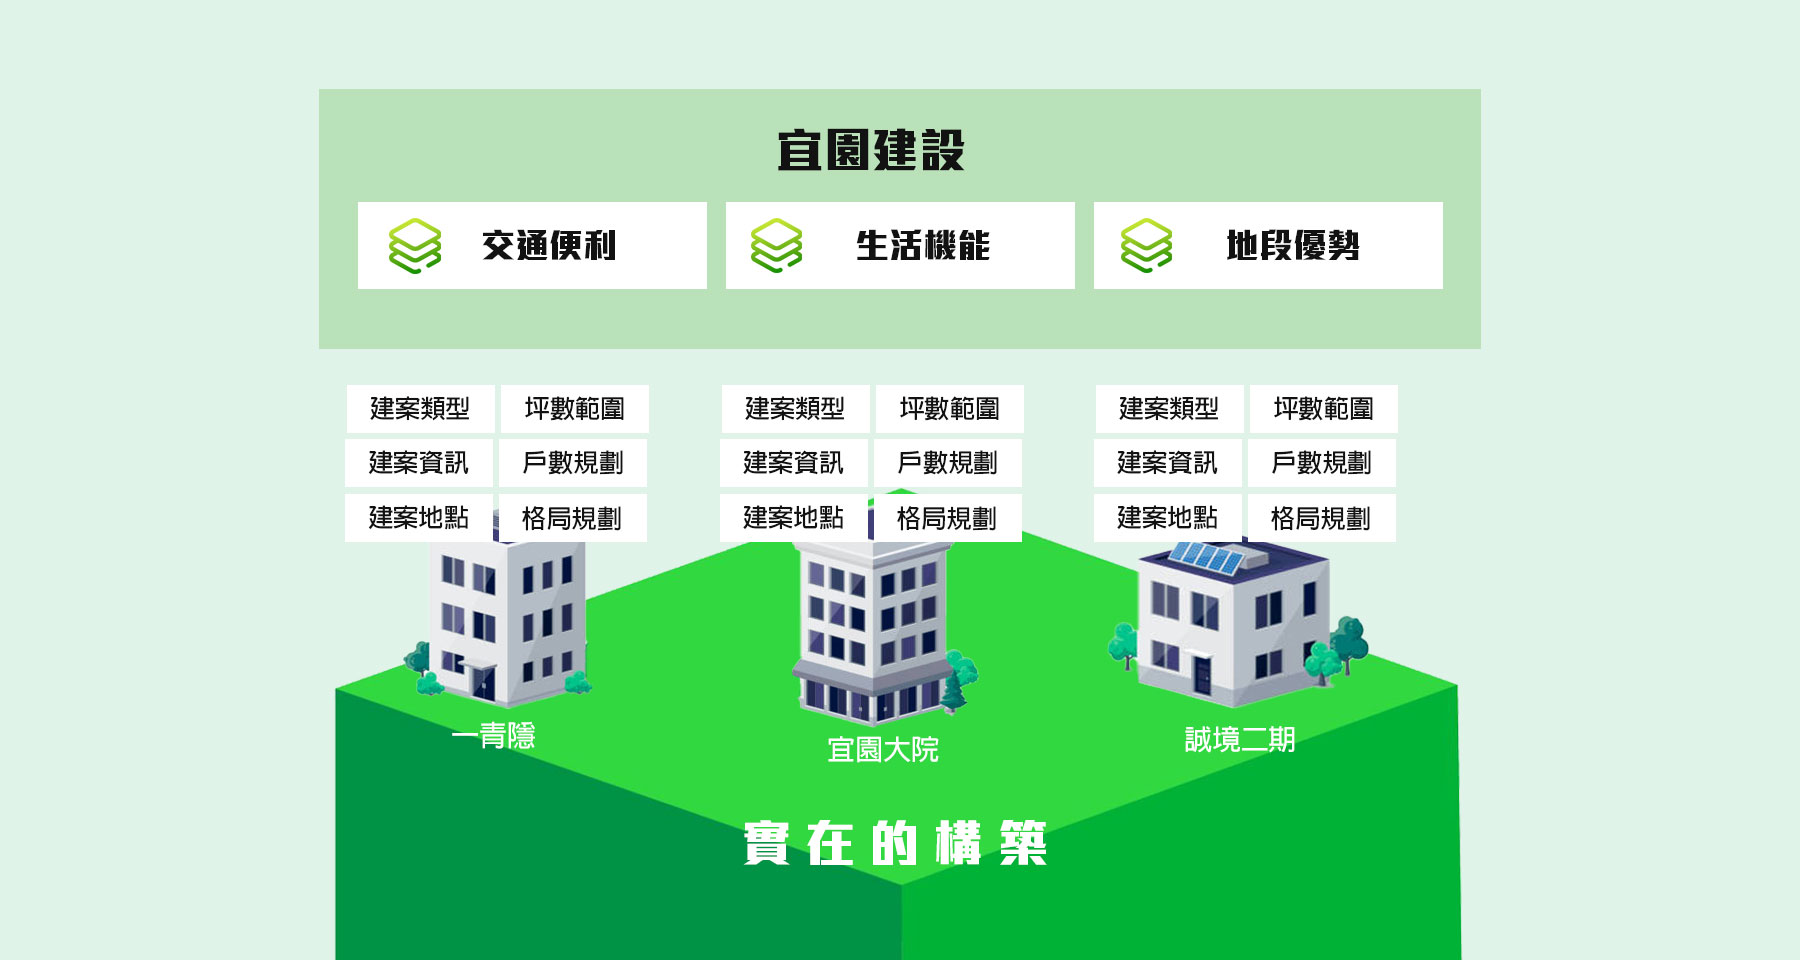 宜園建設
交通便利
生活機能
地段優勢
建案類型 坪數範圍
建案資訊 戶數規劃
建案地點 格局規劃
建案類型 坪數範圍
建案資訊 戶數規劃
建案地點 格局規劃
建案類型 坪數範圍
建案資訊 戶數規劃
建案地點 格局規劃
一青隱
宜園大院
誠境二期
實在的構築